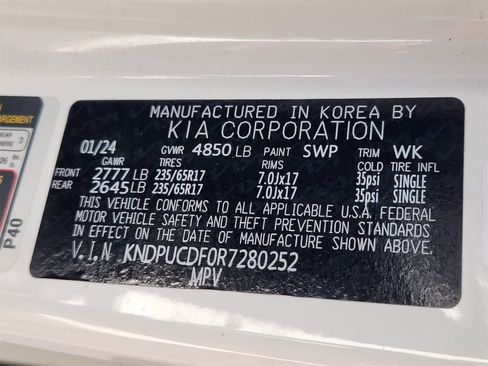 MANUFACTURED IN KOREA BY
KIA CORPORATION
01/24 GVWR 4850 LB PAINT SWP TRIM WK
GAWR TIRES RIMS COLD TIRE INFL
FRONT 2777 LB 235/65R17 7.0Jx17 35psi SINGLE
REAR 2645 LB 235/65R17 7.0Jx17 35psi SINGLE
THIS VEHICLE CONFORMS TO ALL APPLICABLE U.S.A. FEDERAL
MOTOR VEHICLE SAFETY AND THEFT PREVENTION STANDARDS
IN EFFECT ON THE DATE OF MANUFACTURE SHOWN ABOVE.
V.I.N KNDPUCDF0R7280252
MPV
P40